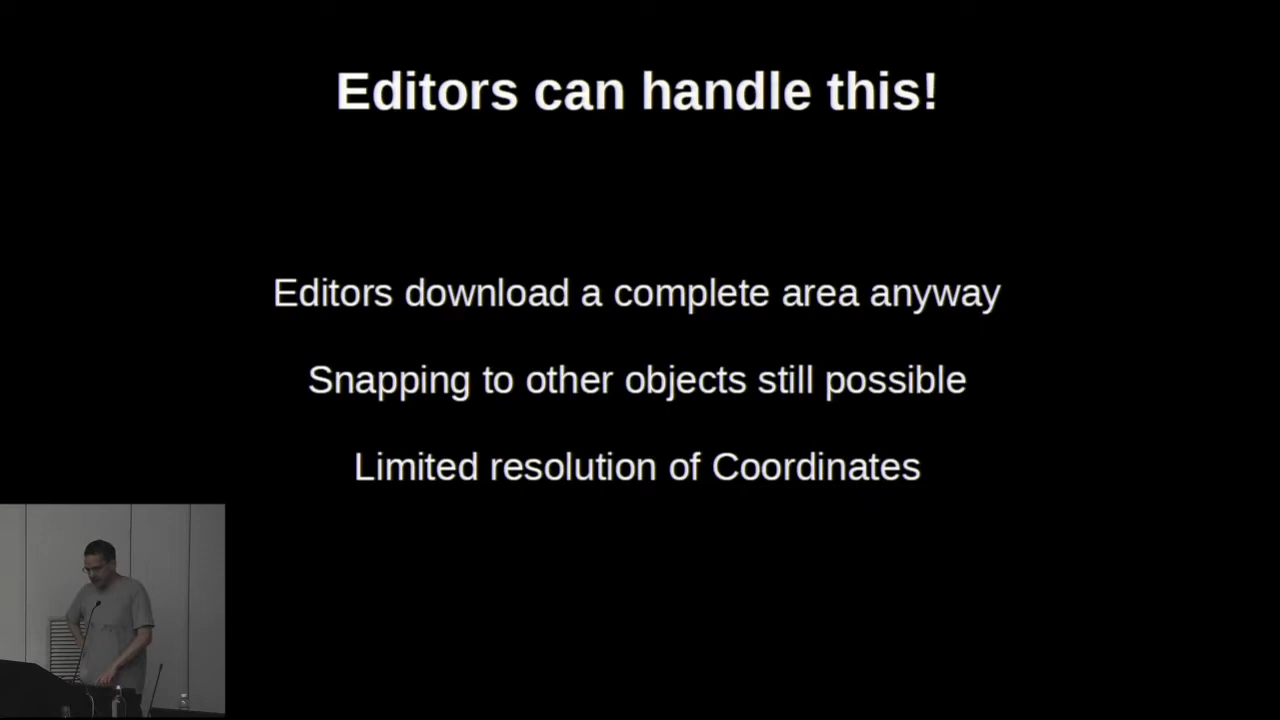 Editors can handle this!
Editors download a complete area anyway
Snapping to other objects still possible
Limited resolution of Coordinates